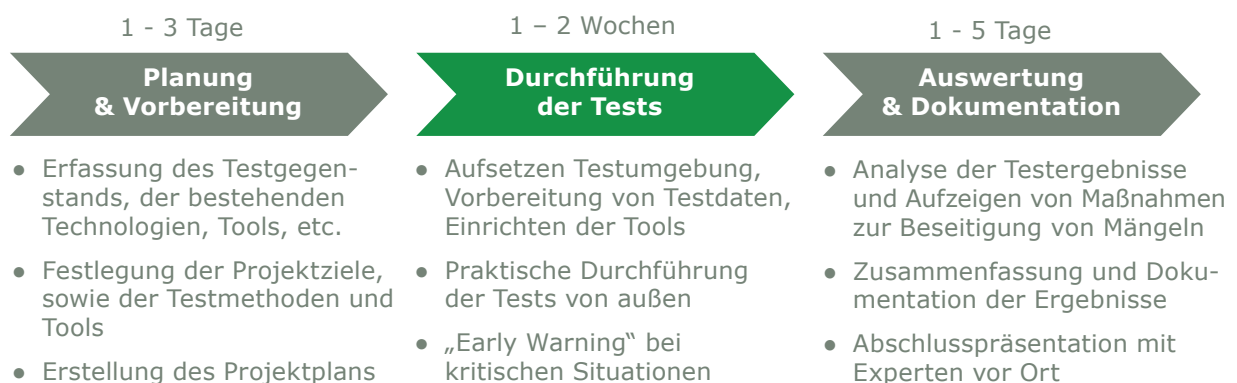 1 - 3 Tage
Planung
& Vorbereitung
● Erfassung des Testgegen-
stands, der bestehenden
Technologien, Tools, etc.
● Festlegung der Projektziele,
sowie der Testmethoden und
Tools
● Erstellung des Projektplans
1 – 2 Wochen
Durchführung
der Tests
● Aufsetzen Testumgebung,
Vorbereitung von Testdaten,
Einrichten der Tools
● Praktische Durchführung
der Tests von außen
● „Early Warning“ bei
kritischen Situationen
1 - 5 Tage
Auswertung
& Dokumentation
● Analyse der Testergebnisse
und Aufzeigen von Maßnahmen
zur Beseitigung von Mängeln
● Zusammenfassung und Doku-
mentation der Ergebnisse
● Abschlusspräsentation mit
Experten vor Ort